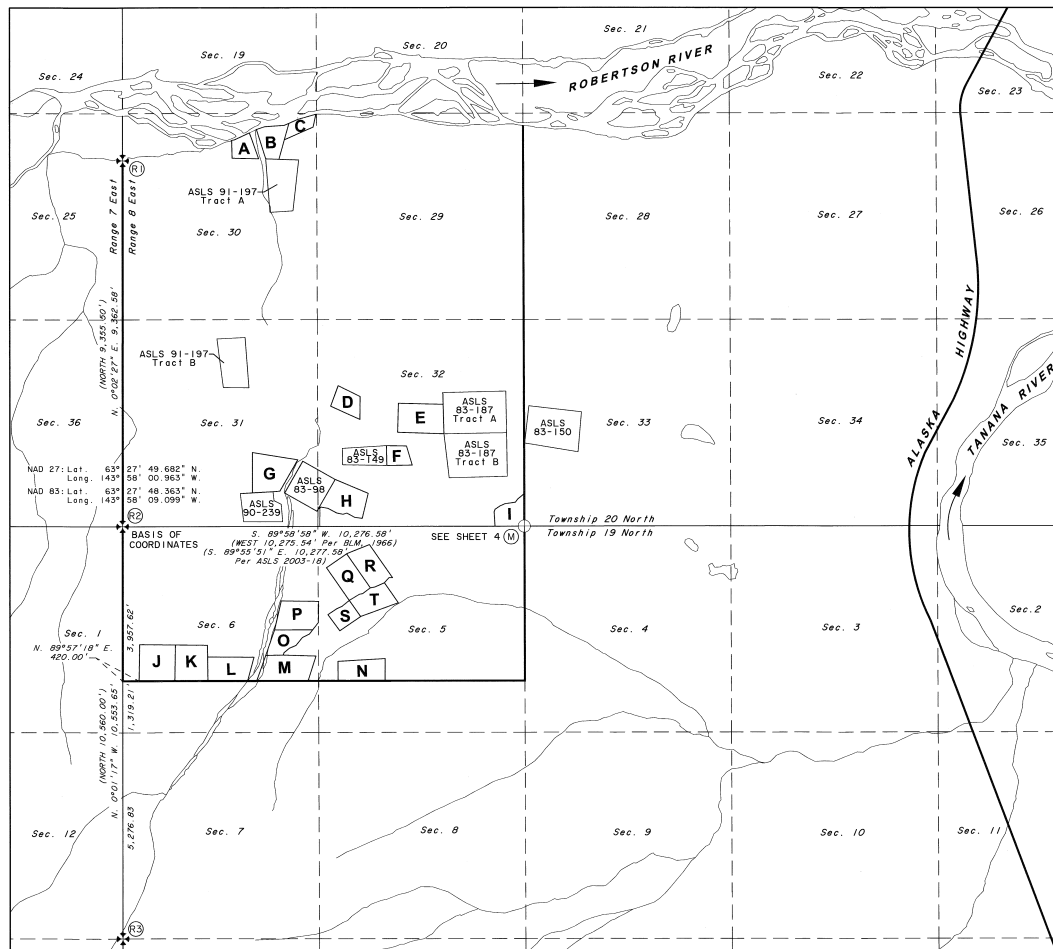 Sec. 21
Sec. 19
Sec. 20
Sec. 24
ROBERTSON RIVER
Sec. 22
Sec. 23
A
B
C
R1
ASLS 91-197
Tract A
Range 7 East
Range 8 East
Sec. 25
Sec. 30
Sec. 29
Sec. 28
Sec. 27
Sec. 26
(NORTH 9,355.50')
N. 0°02'27" E. 9,362.58'
ASLS 91-197
Tract B
Sec. 32
D
E
ASLS
83-187
Tract A
ASLS
83-187
Tract B
ASLS
83-150
Sec. 36
Sec. 31
Sec. 33
Sec. 34
Sec. 35
ALASKA HIGHWAY
TANANA RIVER
ASLS
83-149
F
NAD 27: Lat. 63° 27' 49.682" N.
Long. 143° 58' 00.963" W.
NAD 83: Lat. 63° 27' 48.363" N.
Long. 143° 58' 09.099" W.
G
ASLS
83-98
H
ASLS
90-239
I
R2
BASIS OF
COORDINATES
S. 89°58'58" W. 10,276.58'
(WEST 10,275.54' Per BLM, 1966)
(S. 89°55'51" E. 10,277.58'
Per ASLS 2003-18)
SEE SHEET 4
M
Township 20 North
Township 19 North
Q
R
S
T
P
O
Sec. 1
Sec. 6
Sec. 5
Sec. 4
Sec. 3
Sec. 2
N. 89°57'18" E.
420.00'
3,957.62'
J
K
L
M
N
(NORTH 10,560.00')
N. 0°01'17" W. 10,553.65'
1,319.21'
5,276.83
Sec. 12
Sec. 7
Sec. 8
Sec. 9
Sec. 10
Sec. 11
R3